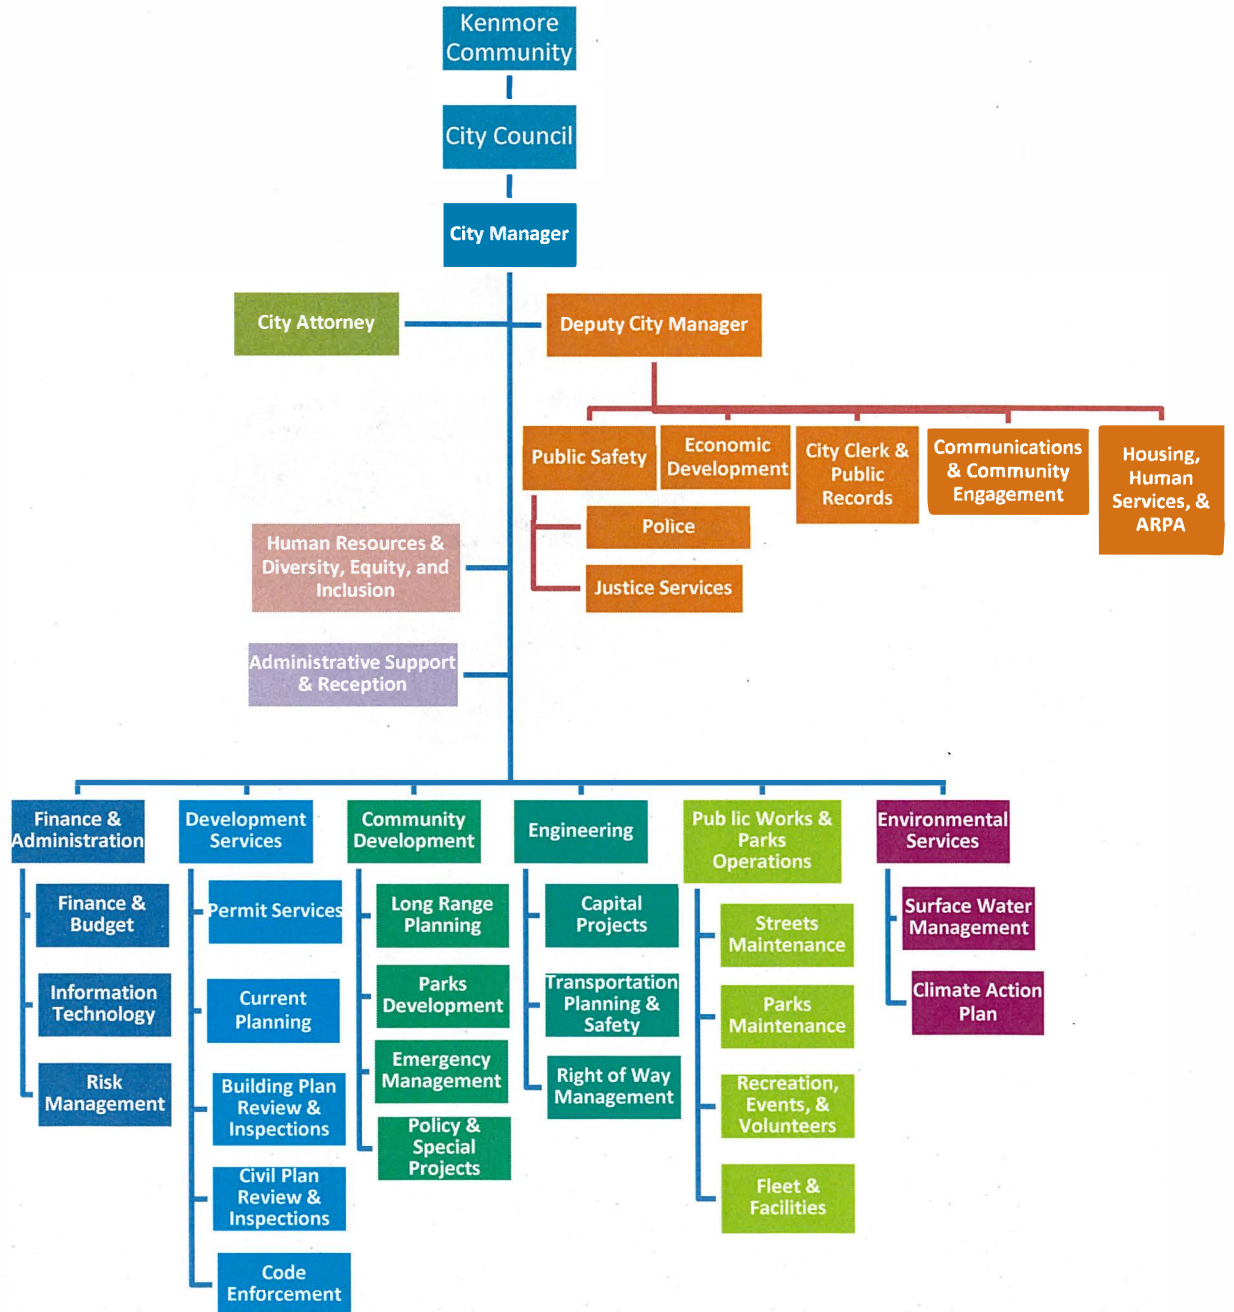 Kenmore
Community
City Council
City Manager
City Attorney
Deputy City Manager
Public Safety
Economic
Development
City Clerk &
Public
Records
Communications
& Community
Engagement
Housing,
Human
Services, &
ARPA
Police
Justice Services
Human Resources &
Diversity, Equity, and
Inclusion
Administrative Support
& Reception
Finance &
Administration
Finance &
Budget
Information
Technology
Risk
Management
Development
Services
Permit Services
Current
Planning
Building Plan
Review &
Inspections
Civil Plan
Review &
Inspections
Code
Enforcement
Community
Development
Long Range
Planning
Parks
Development
Emergency
Management
Policy &
Special
Projects
Engineering
Capital
Projects
Transportation
Planning &
Safety
Right of Way
Management
Public Works &
Parks
Operations
Streets
Maintenance
Parks
Maintenance
Recreation,
Events, &
Volunteers
Fleet &
Facilities
Environmental
Services
Surface Water
Management
Climate Action
Plan